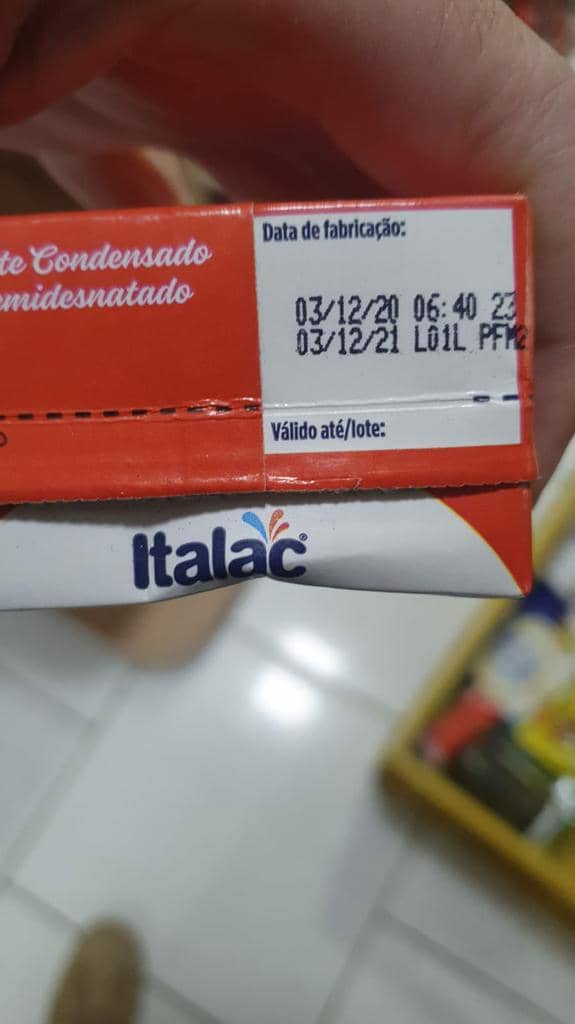 te Condensado
emidesnatado
Data de fabricação:
03/12/20 06:40 23
03/12/21 L01L PFM2
Válido até/lote:
Italac